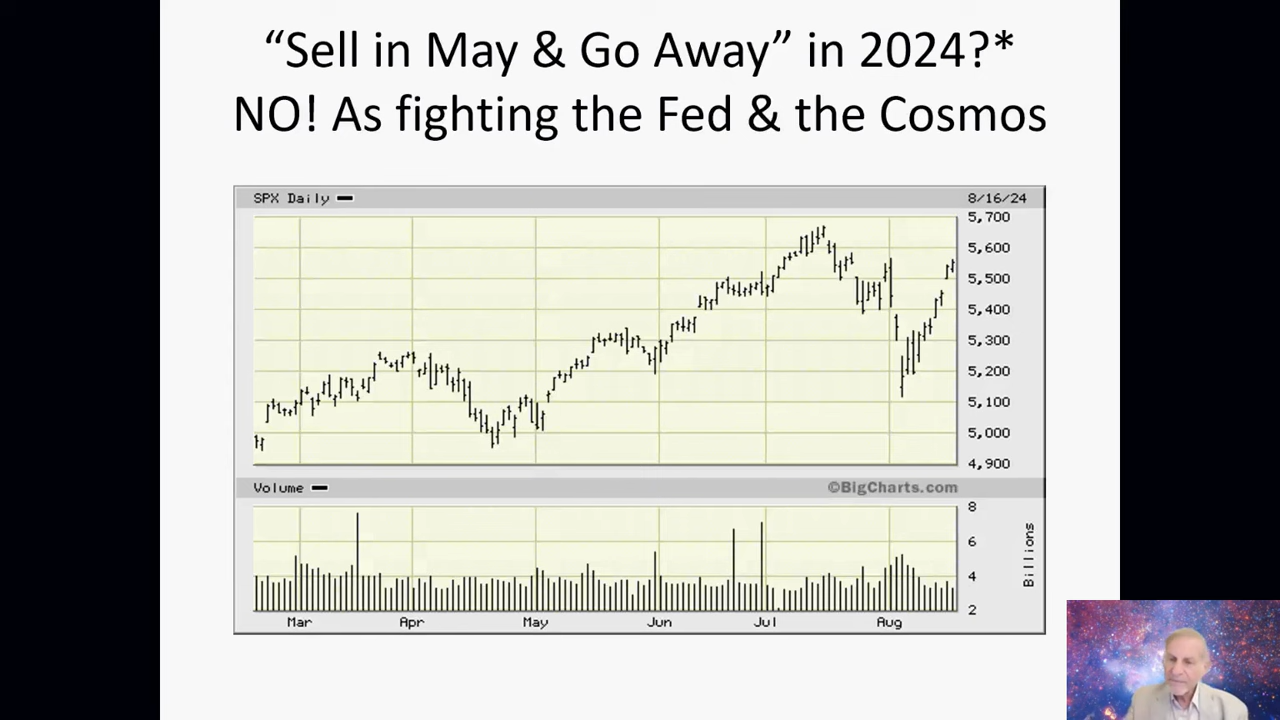 “Sell in May & Go Away” in 2024?*
NO! As fighting the Fed & the Cosmos
SPX Daily
8/16/24
5,700
5,600
5,500
5,400
5,300
5,200
5,100
5,000
4,900
Volume
©BigCharts.com
8
6
4
2
Billions
Mar Apr May Jun Jul Aug